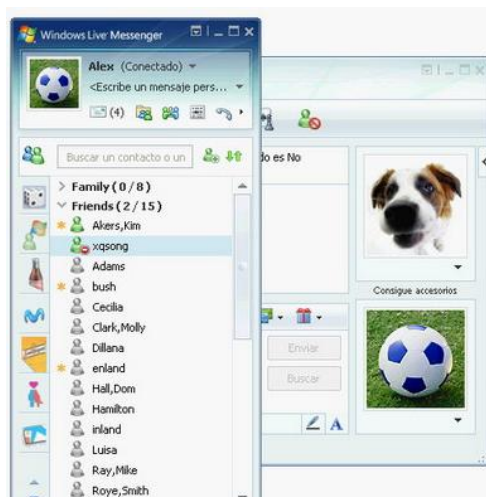 Windows Live Messenger
Alex (Conectado)
<Escribe un mensaje pers...
(4)
Buscar un contacto o un
Family (0/8)
Friends (2/15)
Akers,Kim
xqsong
Adams
bush
Cecilia
Clark,Molly
Dillana
enland
Hall,Dom
Hamilton
inland
Luisa
Ray,Mike
Roye,Smith
do es No
Consigue accesorios
Enviar
Buscar
A